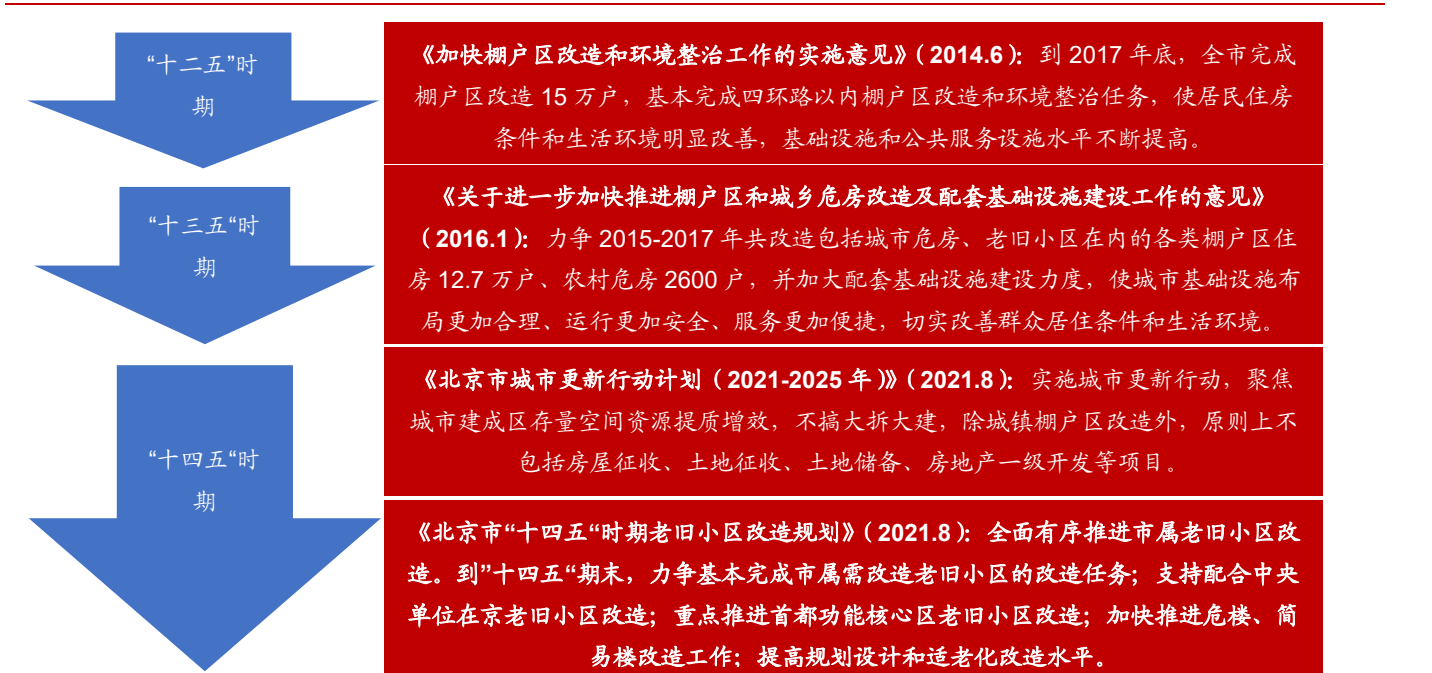 “十二五”时
期
《加快棚户区改造和环境整治工作的实施意见》（2014.6）：到 2017 年底，全市完成
棚户区改造 15 万户，基本完成四环路以内棚户区改造和环境整治任务，使居民住房
条件和生活环境明显改善，基础设施和公共服务设施水平不断提高。
“十三五“时
期
《关于进一步加快推进棚户区和城乡危房改造及配套基础设施建设工作的意见》
（2016.1）：力争 2015-2017 年共改造包括城市危房、老旧小区在内的各类棚户区住
房 12.7 万户、农村危房 2600 户，并加大配套基础设施建设力度，使城市基础设施布
局更加合理、运行更加安全、服务更加便捷，切实改善群众居住条件和生活环境。
“十四五“时
期
《北京市城市更新行动计划（2021-2025 年）》（2021.8）：实施城市更新行动，聚焦
城市建成区存量空间资源提质增效，不搞大拆大建，除城镇棚户区改造外，原则上不
包括房屋征收、土地征收、土地储备、房地产一级开发等项目。
《北京市“十四五“时期老旧小区改造规划》（2021.8）：全面有序推进市属老旧小区改
造。到”十四五“期末，力争基本完成市属需改造老旧小区的改造任务；支持配合中央
单位在京老旧小区改造；重点推进首都功能核心区老旧小区改造；加快推进危楼、简
易楼改造工作；提高规划设计和适老化改造水平。